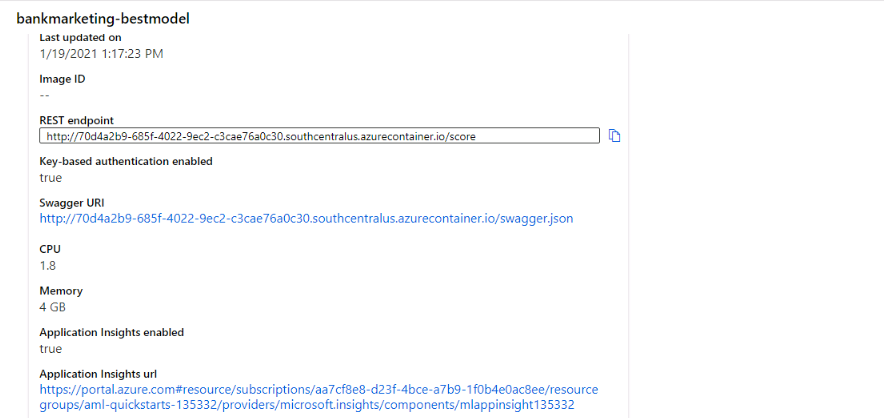 bankmarketing-bestmodel
Last updated on
1/19/2021 1:17:23 PM
Image ID
--
REST endpoint
http://70d4a2b9-685f-4022-9ec2-c3cae76a0c30.southcentralus.azurecontainer.io/score
Key-based authentication enabled
true
Swagger URI
http://70d4a2b9-685f-4022-9ec2-c3cae76a0c30.southcentralus.azurecontainer.io/swagger.json
CPU
1.8
Memory
4 GB
Application Insights enabled
true
Application Insights url
https://portal.azure.com#resource/subscriptions/aa7cf8e8-d23f-4bce-a7b9-1f0b4e0ac8ee/resource
groups/aml-quickstarts-135332/providers/microsoft.insights/components/mlappinsight135332